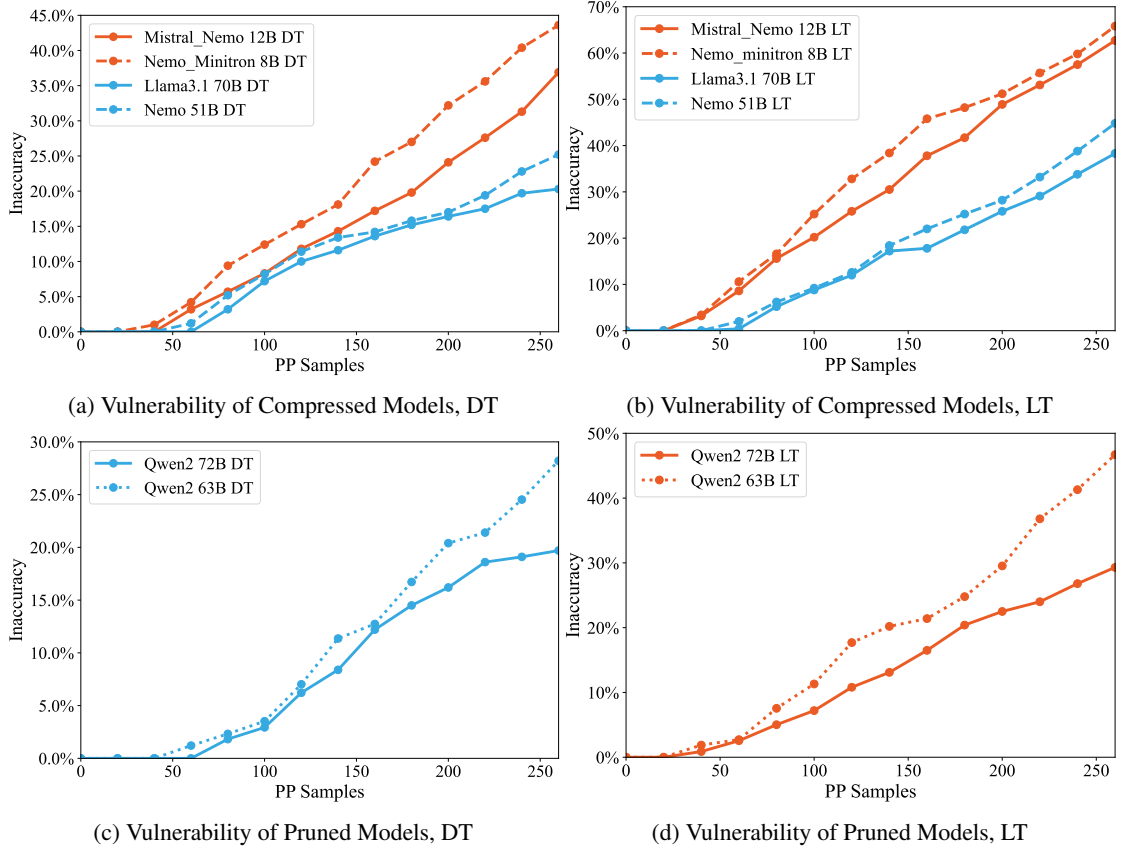 45.0%
40.0%
35.0%
30.0%
25.0%
20.0%
15.0%
10.0%
5.0%
0.0%
Inaccuracy
Mistral_Nemo 12B DT
Nemo_Minitron 8B DT
Llama3.1 70B DT
Nemo 51B DT
0 50 100 150 200 250
PP Samples
(a) Vulnerability of Compressed Models, DT
70%
60%
50%
40%
30%
20%
10%
0%
Inaccuracy
Mistral_Nemo 12B LT
Nemo_minitron 8B LT
Llama3.1 70B LT
Nemo 51B LT
0 50 100 150 200 250
PP Samples
(b) Vulnerability of Compressed Models, LT
30.0%
25.0%
20.0%
15.0%
10.0%
5.0%
0.0%
Inaccuracy
Qwen2 72B DT
Qwen2 63B DT
0 50 100 150 200 250
PP Samples
(c) Vulnerability of Pruned Models, DT
50%
40%
30%
20%
10%
0%
Inaccuracy
Qwen2 72B LT
Qwen2 63B LT
0 50 100 150 200 250
PP Samples
(d) Vulnerability of Pruned Models, LT